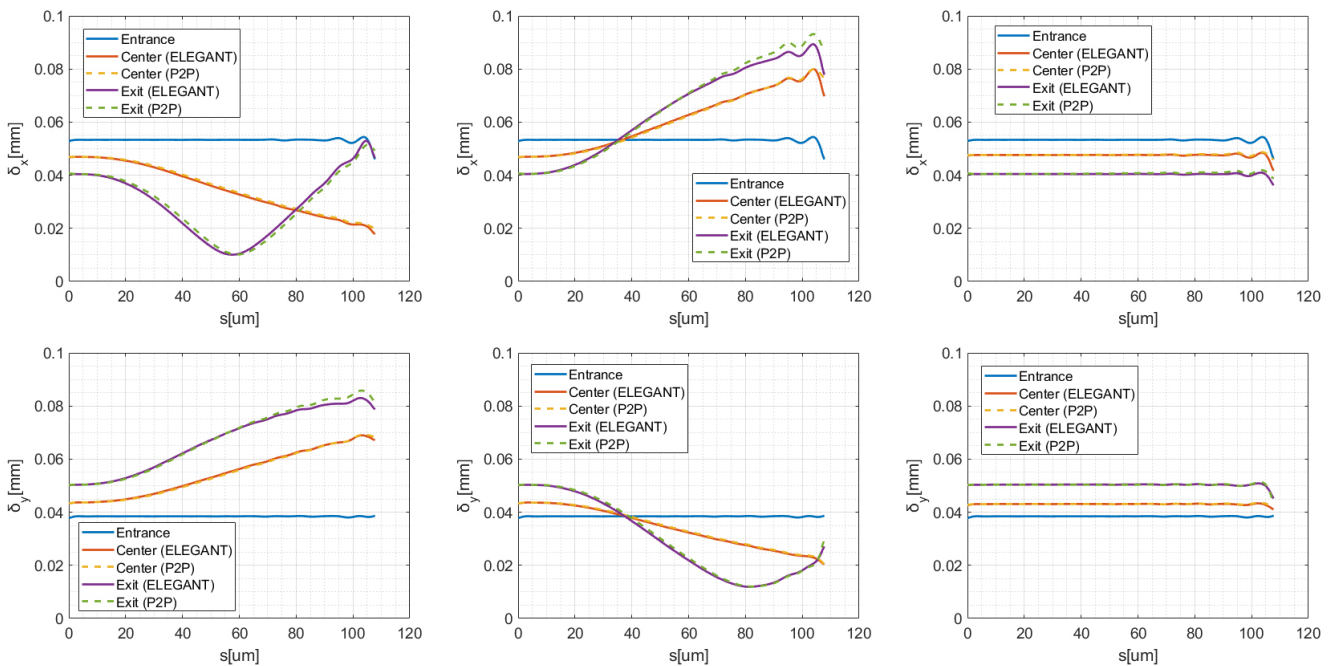 0.1
0.08
0.06
0.04
0.02
0
δx[mm]
Entrance
Center (ELEGANT)
Center (P2P)
Exit (ELEGANT)
Exit (P2P)
0 20 40 60 80 100 120
s[um]
0.1
0.08
0.06
0.04
0.02
0
δx[mm]
Entrance
Center (ELEGANT)
Center (P2P)
Exit (ELEGANT)
Exit (P2P)
0 20 40 60 80 100 120
s[um]
0.1
0.08
0.06
0.04
0.02
0
δx[mm]
Entrance
Center (ELEGANT)
Center (P2P)
Exit (ELEGANT)
Exit (P2P)
0 20 40 60 80 100 120
s[um]
0.1
0.08
0.06
0.04
0.02
0
δy[mm]
Entrance
Center (ELEGANT)
Center (P2P)
Exit (ELEGANT)
Exit (P2P)
0 20 40 60 80 100 120
s[um]
0.1
0.08
0.06
0.04
0.02
0
δy[mm]
Entrance
Center (ELEGANT)
Center (P2P)
Exit (ELEGANT)
Exit (P2P)
0 20 40 60 80 100 120
s[um]
0.1
0.08
0.06
0.04
0.02
0
δy[mm]
Entrance
Center (ELEGANT)
Center (P2P)
Exit (ELEGANT)
Exit (P2P)
0 20 40 60 80 100 120
s[um]